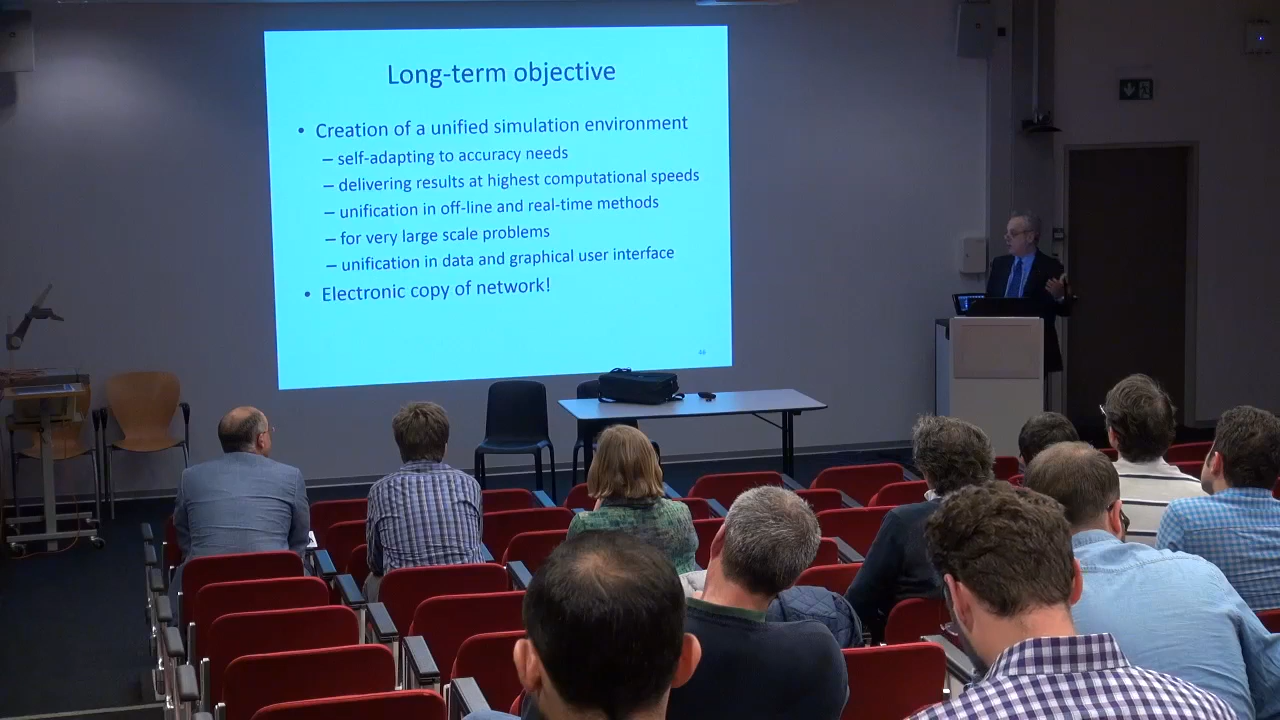 Long-term objective
• Creation of a unified simulation environment
– self-adapting to accuracy needs
– delivering results at highest computational speeds
– unification in off-line and real-time methods
– for very large scale problems
– unification in data and graphical user interface
• Electronic copy of network!